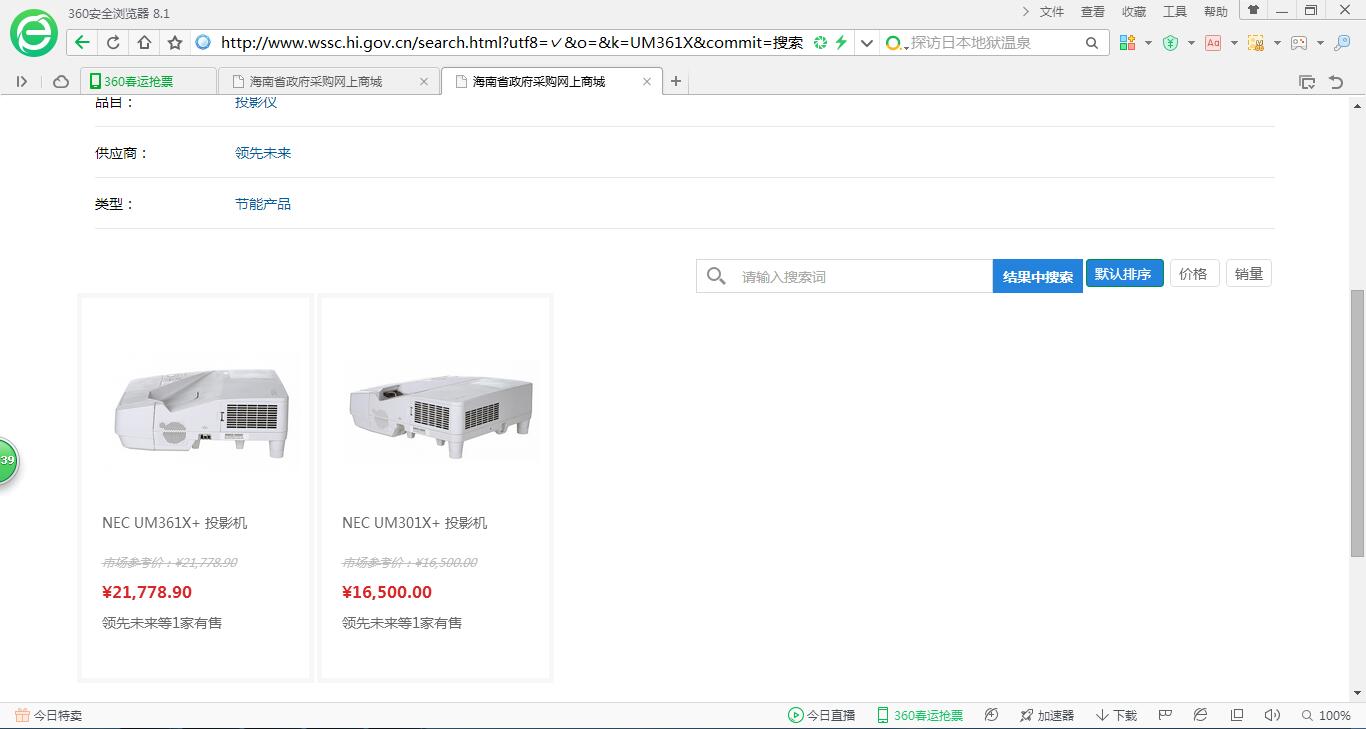 360安全浏览器 8.1
文件 查看 收藏 工具 帮助
http://www.wssc.hi.gov.cn/search.html?utf8=✓&o=&k=UM361X&commit=搜索
探访日本地狱温泉
360春运抢票 海南省政府采购网上商城 海南省政府采购网上商城
品目： 投影仪
供应商： 领先未来
类型： 节能产品
请输入搜索词 结果中搜索 默认排序 价格 销量
39
NEC UM361X+ 投影机
市场参考价：¥21,778.90
¥21,778.90
领先未来等1家有售
NEC UM301X+ 投影机
市场参考价：¥16,500.00
¥16,500.00
领先未来等1家有售
今日特卖 今日直播 360春运抢票 加速器 下载 100%